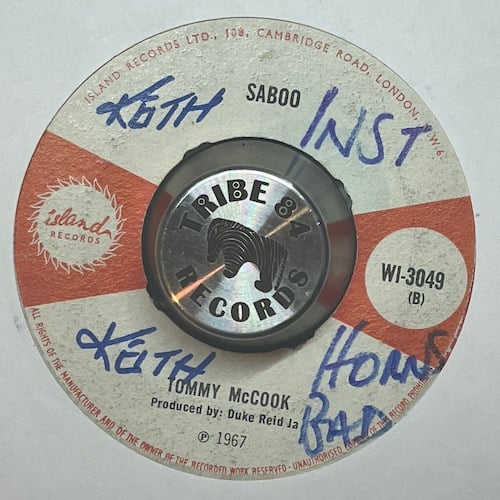 ISLAND RECORDS LTD., 108, CAMBRIDGE ROAD, LONDON, N.W.6.
SABOO
KEITH
INST
TRIBE 84
RECORDS
island
RECORDS
WI-3049
(B)
KEITH
HORNS
BAD
TOMMY McCOOK
Produced by: Duke Reid Ja
℗ 1967
ALL RIGHTS OF THE MANUFACTURER AND OF THE OWNER OF THE RECORDED WORK RESERVED - UNAUTHORISED RECORD PROHIBITED